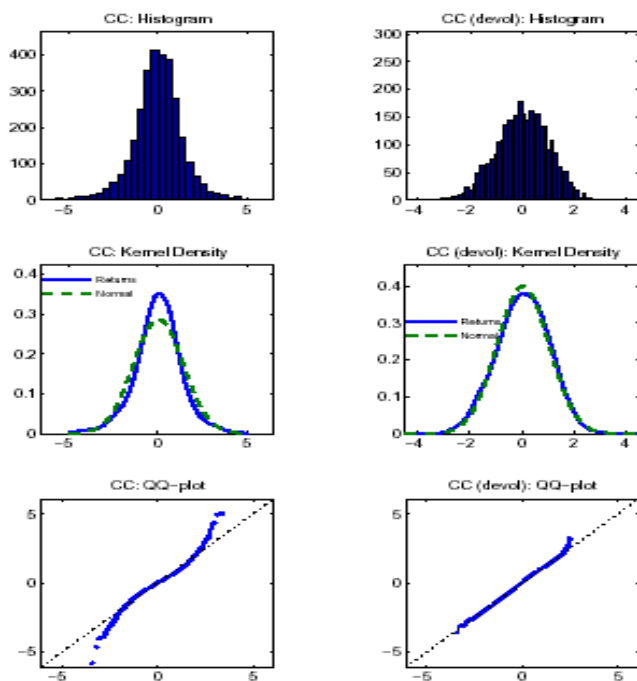 CC: Histogram
400
300
200
100
0
−5 0 5
CC (devol): Histogram
300
250
200
150
100
50
0
−4 −2 0 2 4
CC: Kernel Density
0.4
0.3
0.2
0.1
0
Returns
Normal
−5 0 5
CC (devol): Kernel Density
0.4
0.3
0.2
0.1
0
Returns
Normal
−4 −2 0 2 4
CC: QQ−plot
5
0
−5
−5 0 5
CC (devol): QQ−plot
5
0
−5
−5 0 5